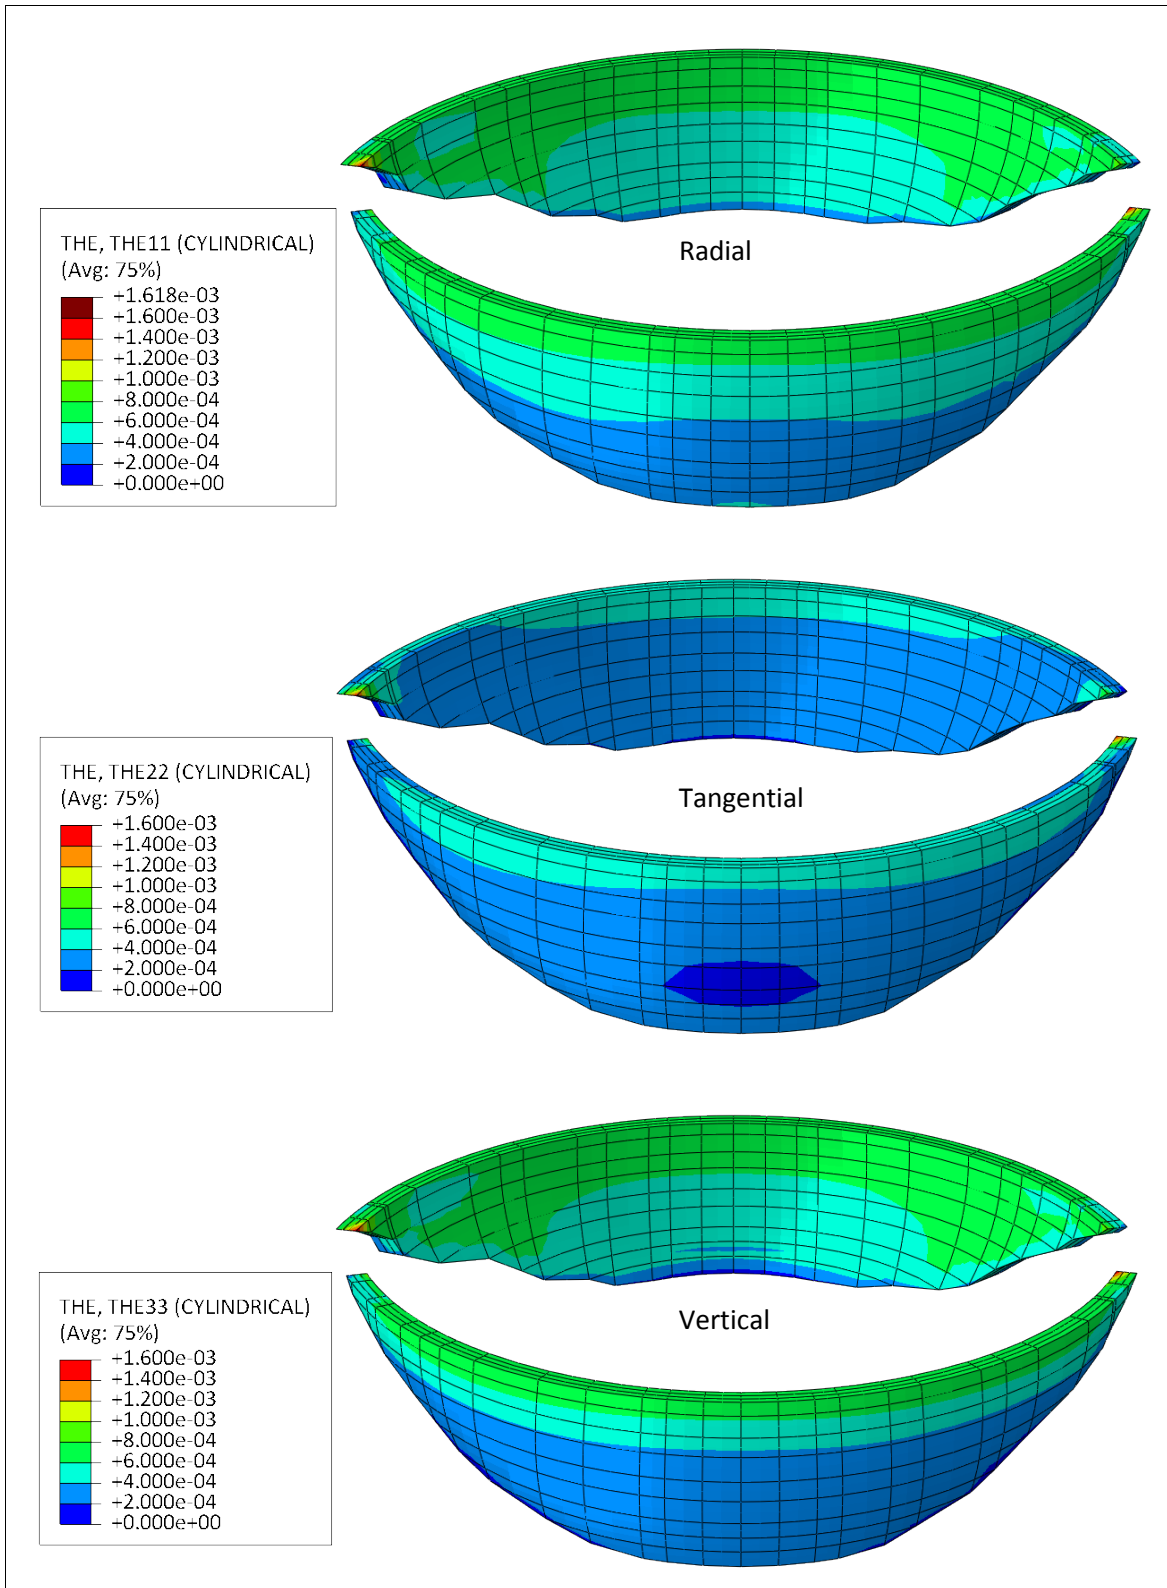 Radial
THE, THE11 (CYLINDRICAL)
(Avg: 75%)
+1.618e-03
+1.600e-03
+1.400e-03
+1.200e-03
+1.000e-03
+8.000e-04
+6.000e-04
+4.000e-04
+2.000e-04
+0.000e+00
Tangential
THE, THE22 (CYLINDRICAL)
(Avg: 75%)
+1.600e-03
+1.400e-03
+1.200e-03
+1.000e-03
+8.000e-04
+6.000e-04
+4.000e-04
+2.000e-04
+0.000e+00
Vertical
THE, THE33 (CYLINDRICAL)
(Avg: 75%)
+1.600e-03
+1.400e-03
+1.200e-03
+1.000e-03
+8.000e-04
+6.000e-04
+4.000e-04
+2.000e-04
+0.000e+00